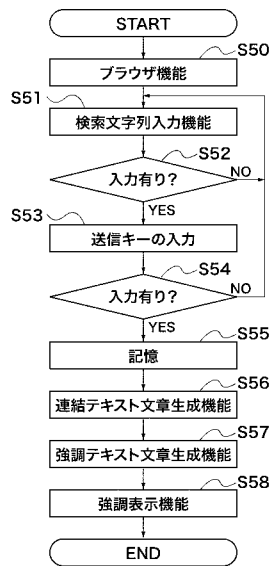 START
S50
ブラウザ機能
S51
検索文字列入力機能
S52
入力有り?
NO
YES
S53
送信キーの入力
S54
入力有り?
NO
YES
S55
記憶
S56
連結テキスト文章生成機能
S57
強調テキスト文章生成機能
S58
強調表示機能
END